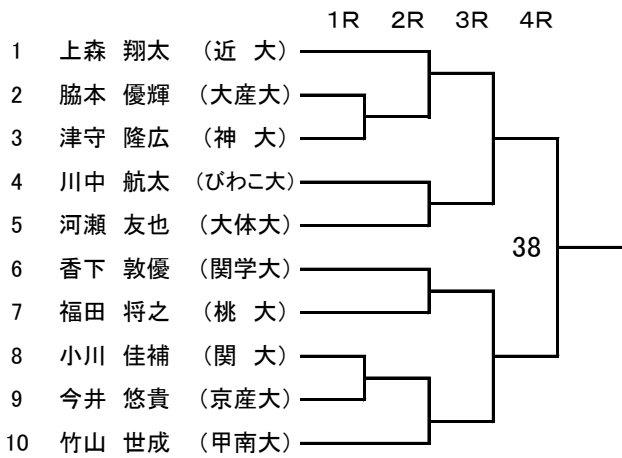 1R 2R 3R 4R
1 上森 翔太 (近 大)
2 脇本 優輝 (大産大)
3 津守 隆広 (神 大)
4 川中 航太 (びわこ大)
5 河瀬 友也 (大体大)
6 香下 敦優 (関学大)
7 福田 将之 (桃 大)
8 小川 佳補 (関 大)
9 今井 悠貴 (京産大)
10 竹山 世成 (甲南大)
38